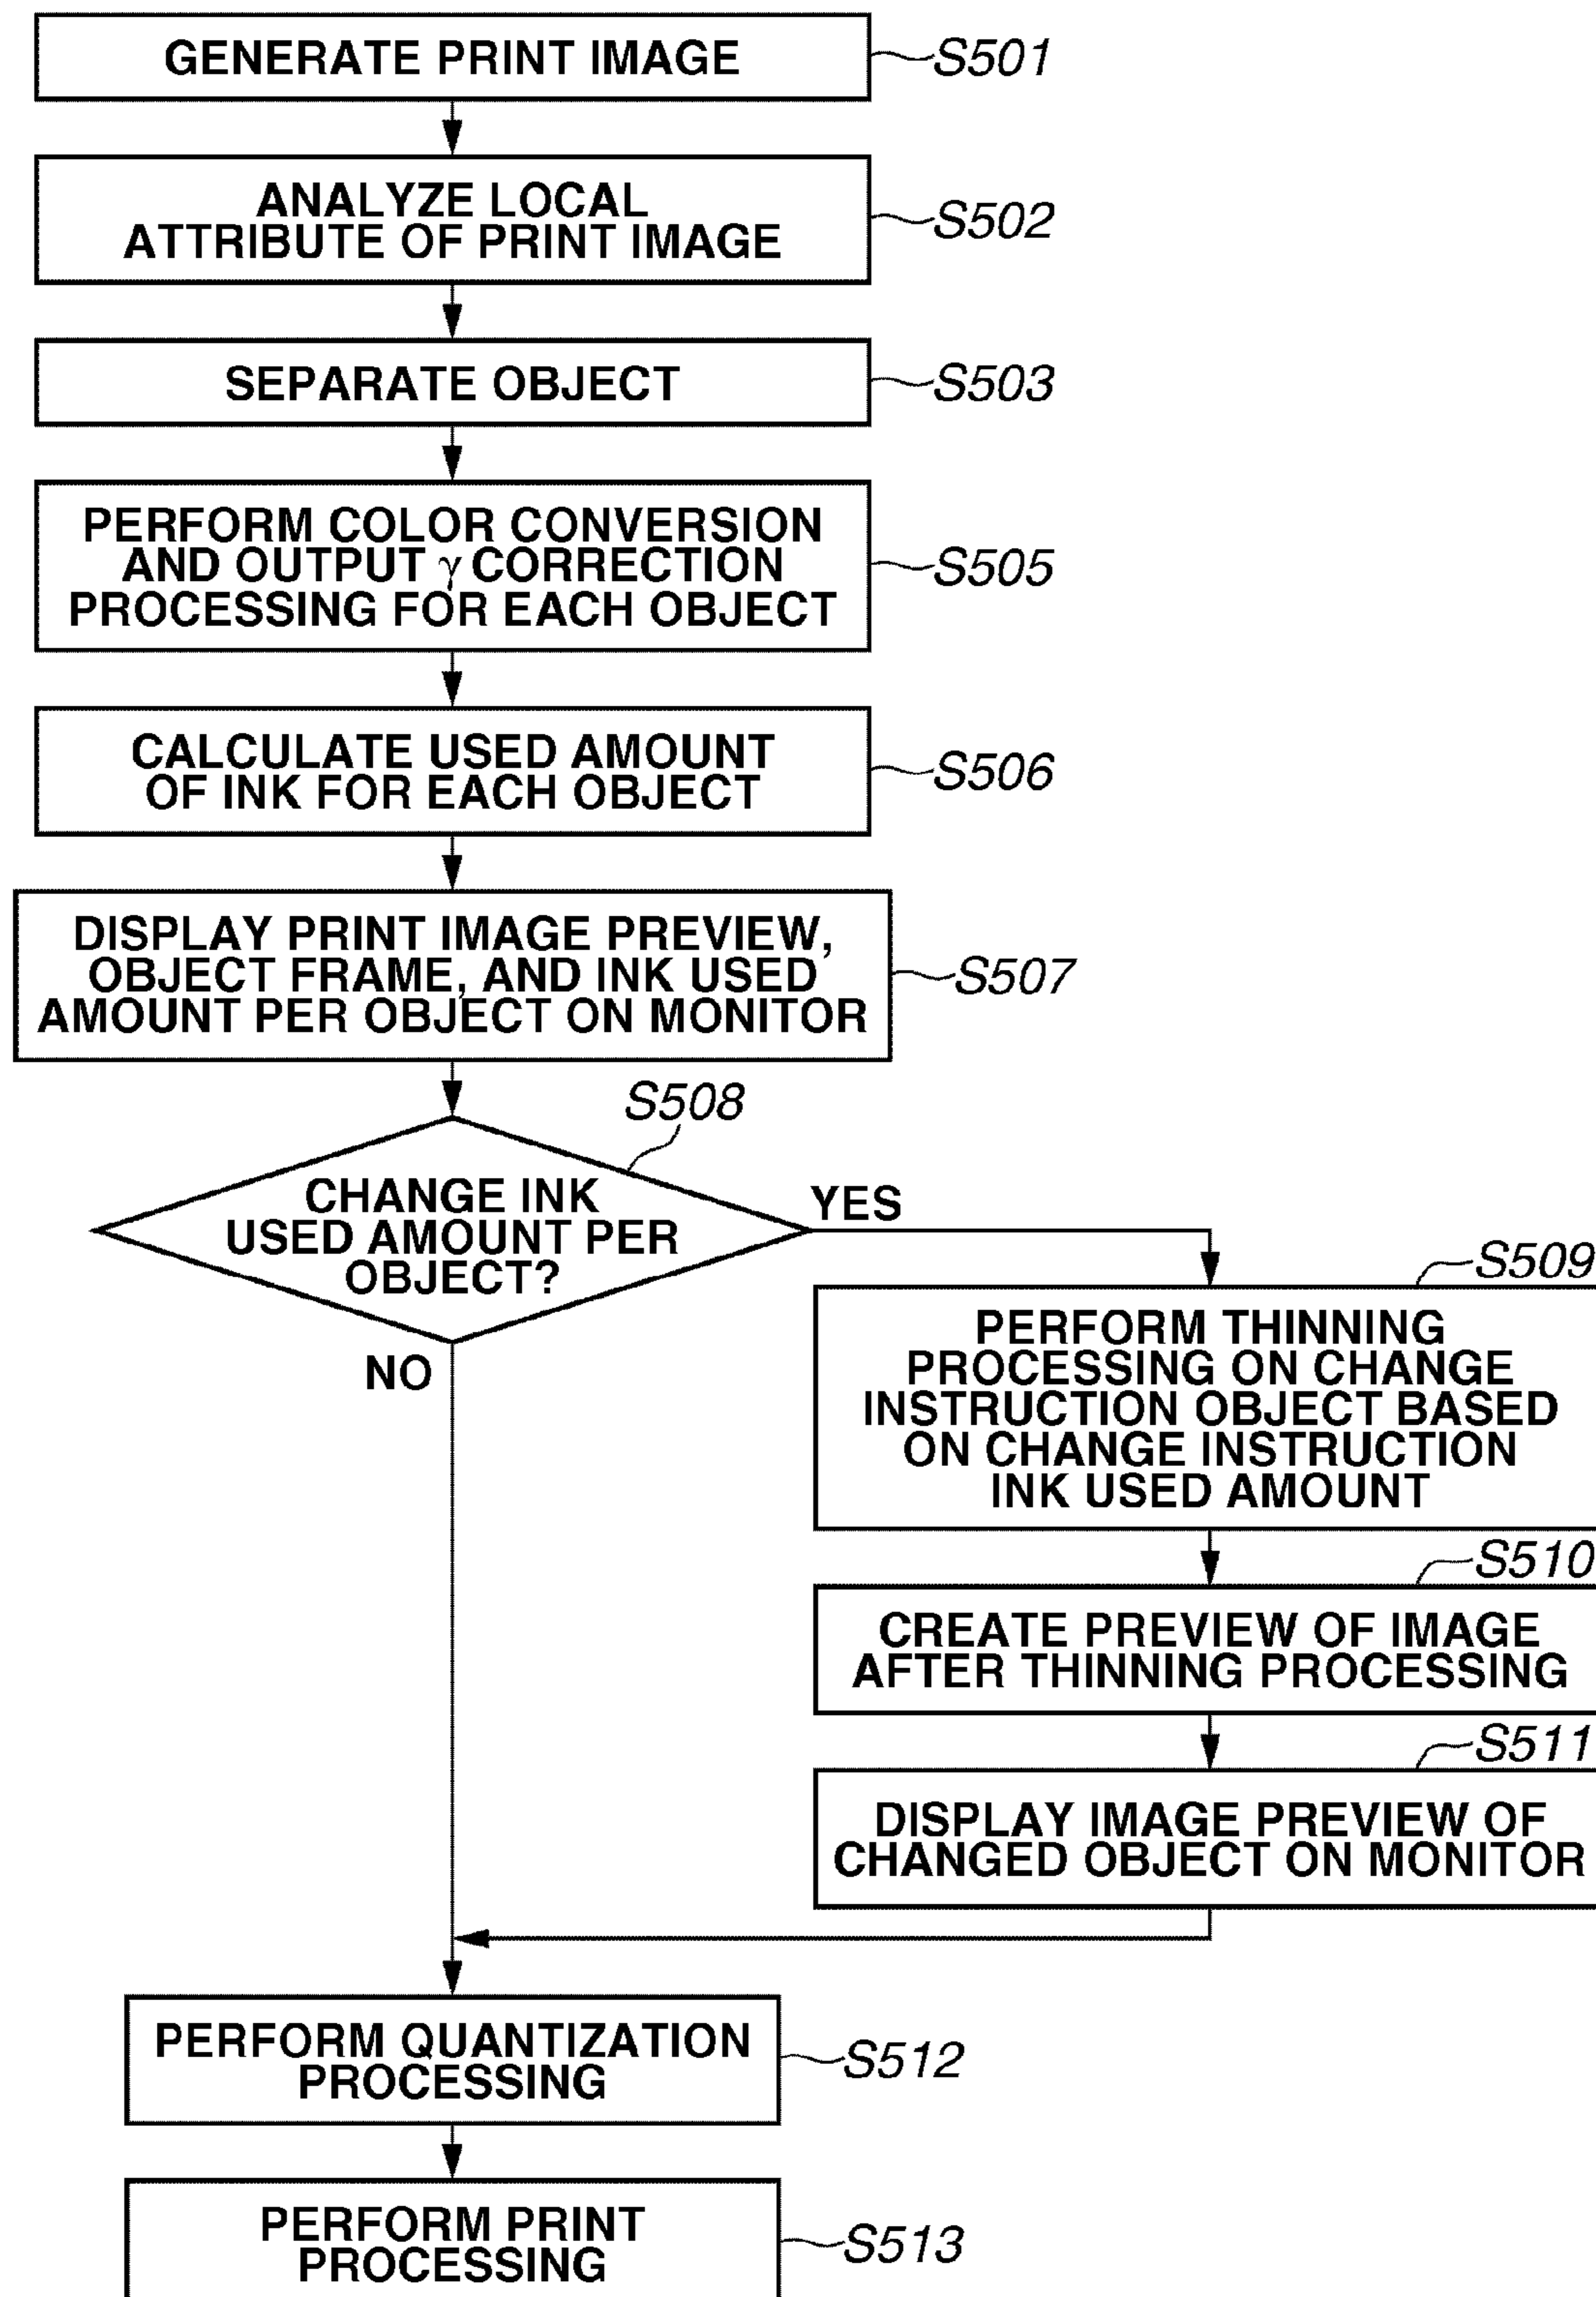 GENERATE PRINT IMAGE
S501
ANALYZE LOCAL
ATTRIBUTE OF PRINT IMAGE
S502
SEPARATE OBJECT
S503
PERFORM COLOR CONVERSION
AND OUTPUT γ CORRECTION
PROCESSING FOR EACH OBJECT
S505
CALCULATE USED AMOUNT
OF INK FOR EACH OBJECT
S506
DISPLAY PRINT IMAGE PREVIEW,
OBJECT FRAME, AND INK USED
AMOUNT PER OBJECT ON MONITOR
S507
S508
CHANGE INK
USED AMOUNT PER
OBJECT?
YES
NO
S509
PERFORM THINNING
PROCESSING ON CHANGE
INSTRUCTION OBJECT BASED
ON CHANGE INSTRUCTION
INK USED AMOUNT
S510
CREATE PREVIEW OF IMAGE
AFTER THINNING PROCESSING
S511
DISPLAY IMAGE PREVIEW OF
CHANGED OBJECT ON MONITOR
PERFORM QUANTIZATION
PROCESSING
S512
PERFORM PRINT
PROCESSING
S513